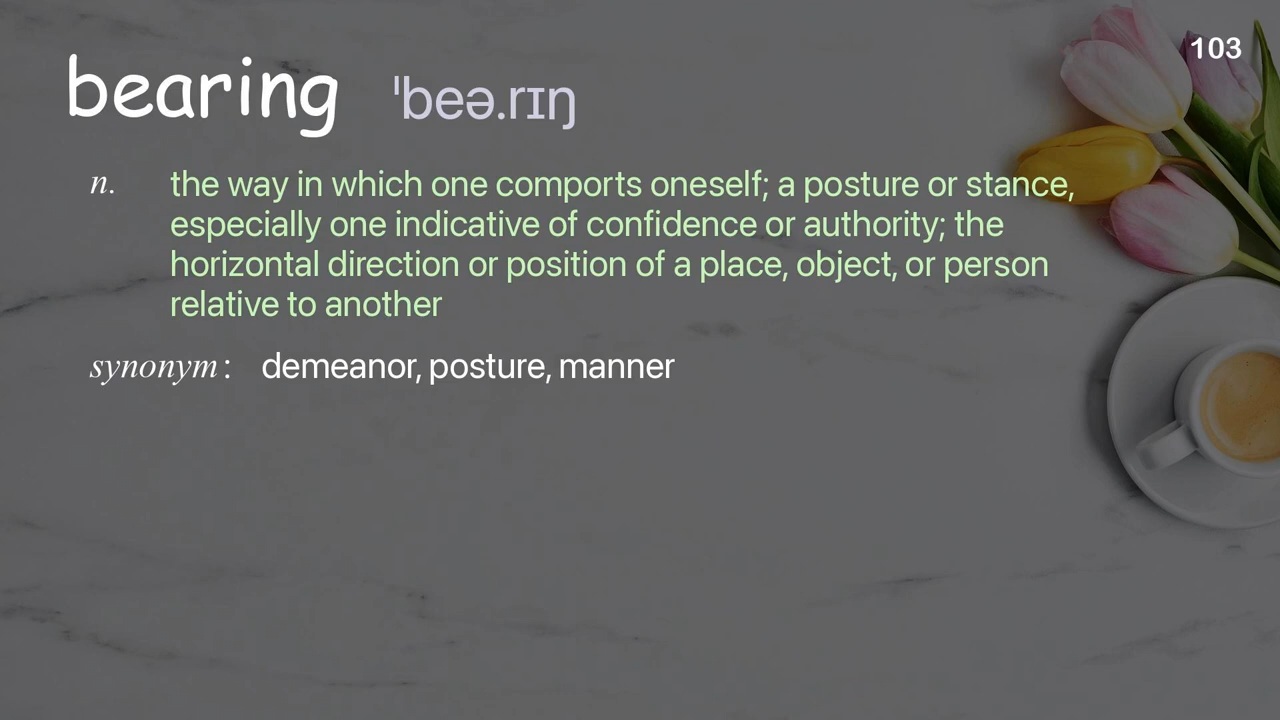 103
bearing ˈbeə.rɪŋ
n. the way in which one comports oneself; a posture or stance,
especially one indicative of confidence or authority; the
horizontal direction or position of a place, object, or person
relative to another
synonym: demeanor, posture, manner